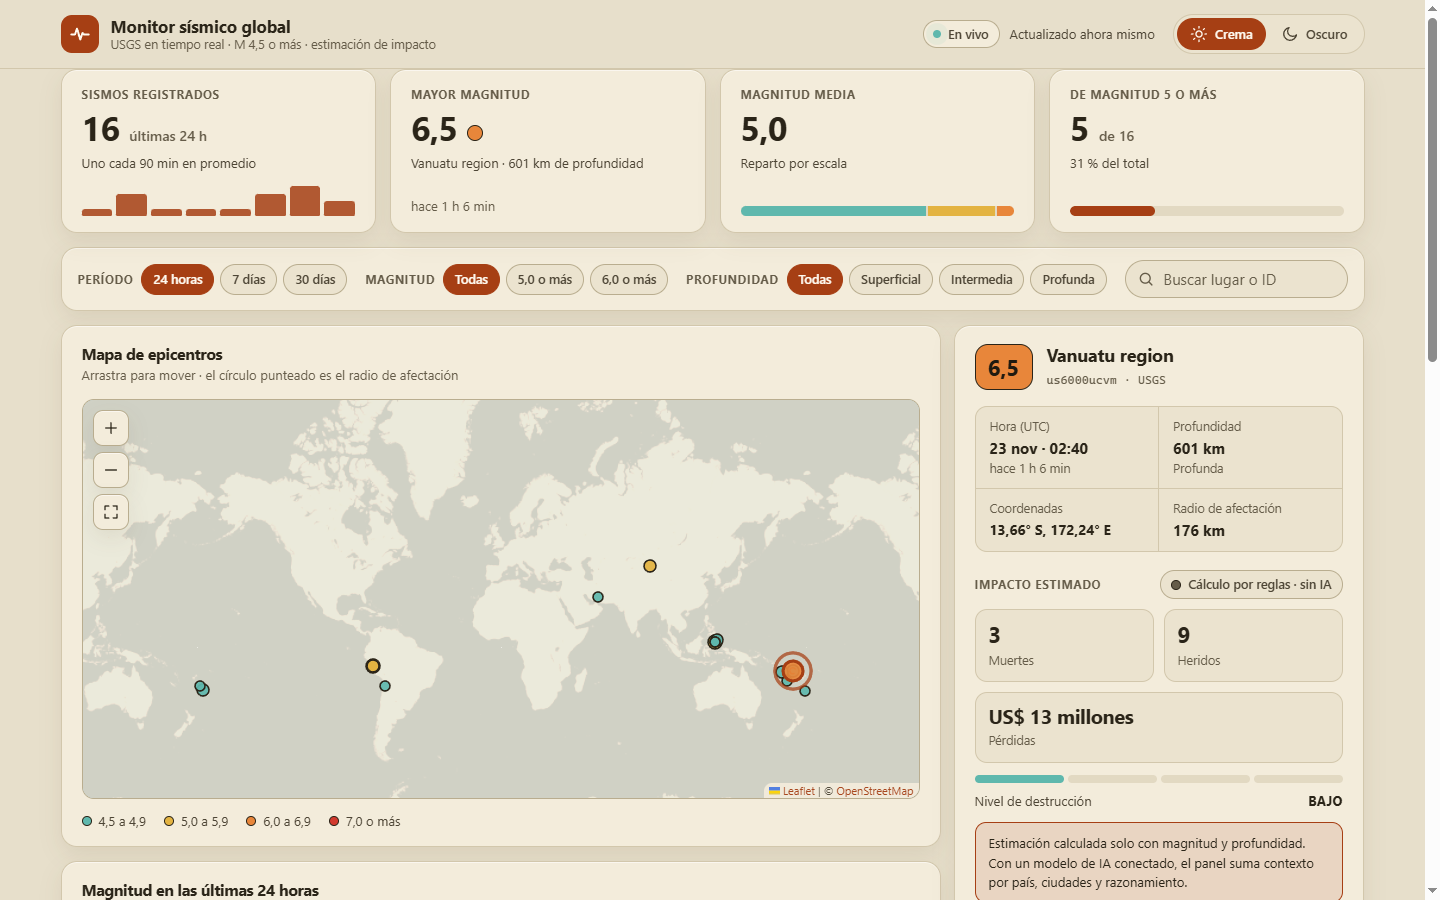 Monitor sísmico global
USGS en tiempo real · M 4,5 o más · estimación de impacto
En vivo
Actualizado ahora mismo
Crema
Oscuro
SISMOS REGISTRADOS
16 últimas 24 h
Uno cada 90 min en promedio
MAYOR MAGNITUD
6,5
Vanuatu region · 601 km de profundidad
hace 1 h 6 min
MAGNITUD MEDIA
5,0
Reparto por escala
DE MAGNITUD 5 O MÁS
5 de 16
31 % del total
PERÍODO
24 horas
7 días
30 días
MAGNITUD
Todas
5,0 o más
6,0 o más
PROFUNDIDAD
Todas
Superficial
Intermedia
Profunda
Buscar lugar o ID
Mapa de epicentros
Arrastra para mover · el círculo punteado es el radio de afectación
+
−
Leaflet | © OpenStreetMap
4,5 a 4,9
5,0 a 5,9
6,0 a 6,9
7,0 o más
Magnitud en las últimas 24 horas
6,5
Vanuatu region
us6000ucvm · USGS
Hora (UTC)
23 nov · 02:40
hace 1 h 6 min
Profundidad
601 km
Profunda
Coordenadas
13,66° S, 172,24° E
Radio de afectación
176 km
IMPACTO ESTIMADO
Cálculo por reglas · sin IA
3
Muertes
9
Heridos
US$ 13 millones
Pérdidas
Nivel de destrucción
BAJO
Estimación calculada solo con magnitud y profundidad.
Con un modelo de IA conectado, el panel suma contexto
por país, ciudades y razonamiento.